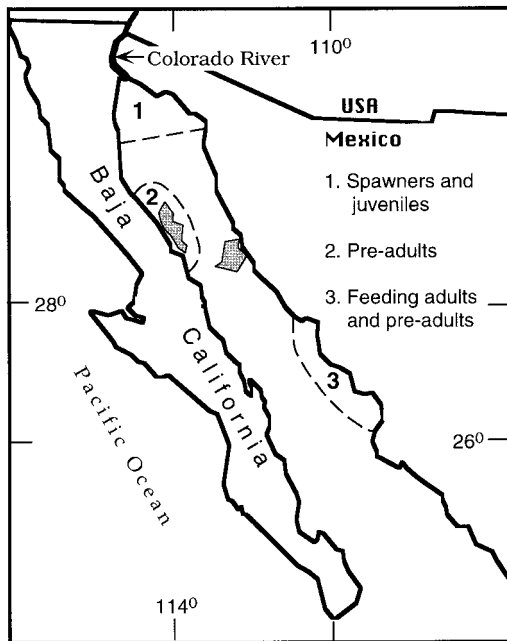 110⁰
Colorado River
1
USA
Mexico
1. Spawners and
juveniles
2
2. Pre-adults
3. Feeding adults
and pre-adults
Baja
28⁰
California
3
Pacific Ocean
26⁰
114⁰